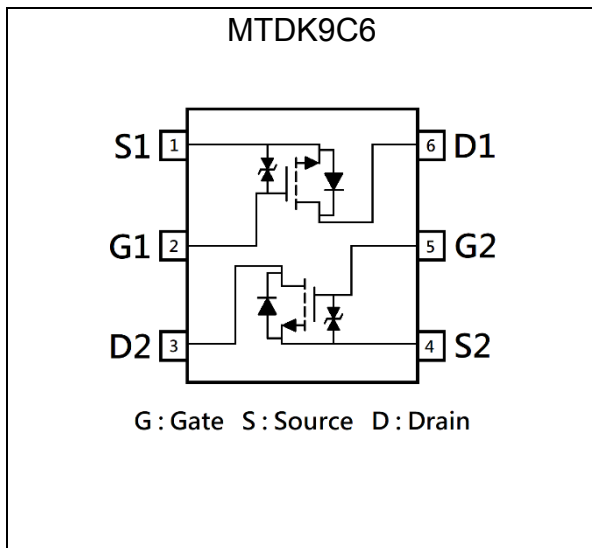 MTDK9C6
S1 1 6 D1
G1 2 5 G2
D2 3 4 S2
G : Gate S : Source D : Drain